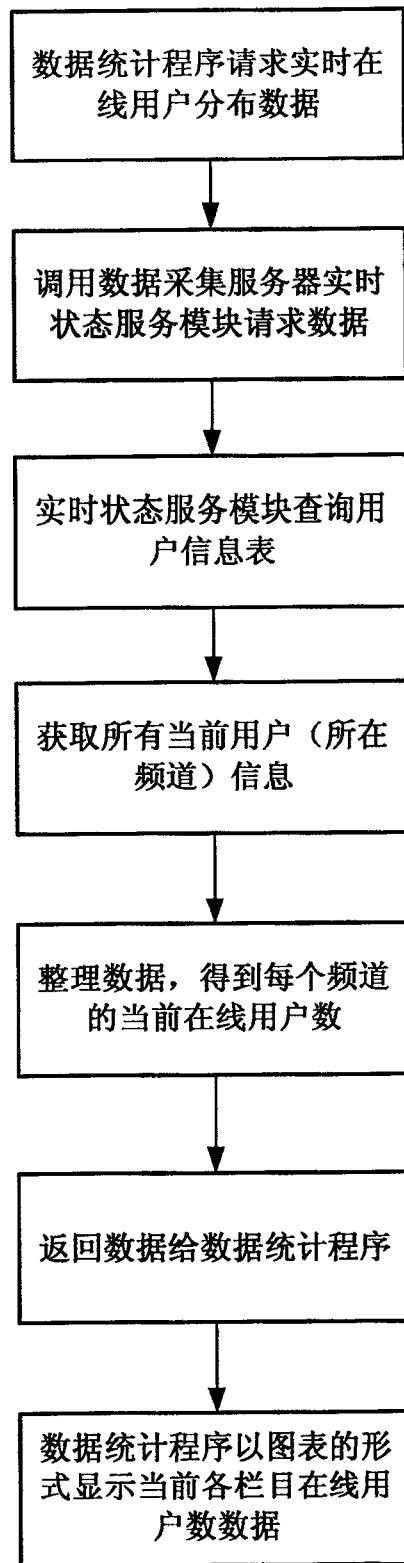 数据统计程序请求实时在
线用户分布数据
调用数据采集服务器实时
状态服务模块请求数据
实时状态服务模块查询用
户信息表
获取所有当前用户（所在
频道）信息
整理数据，得到每个频道
的当前在线用户数
返回数据给数据统计程序
数据统计程序以图表的形
式显示当前各栏目在线用
户数数据